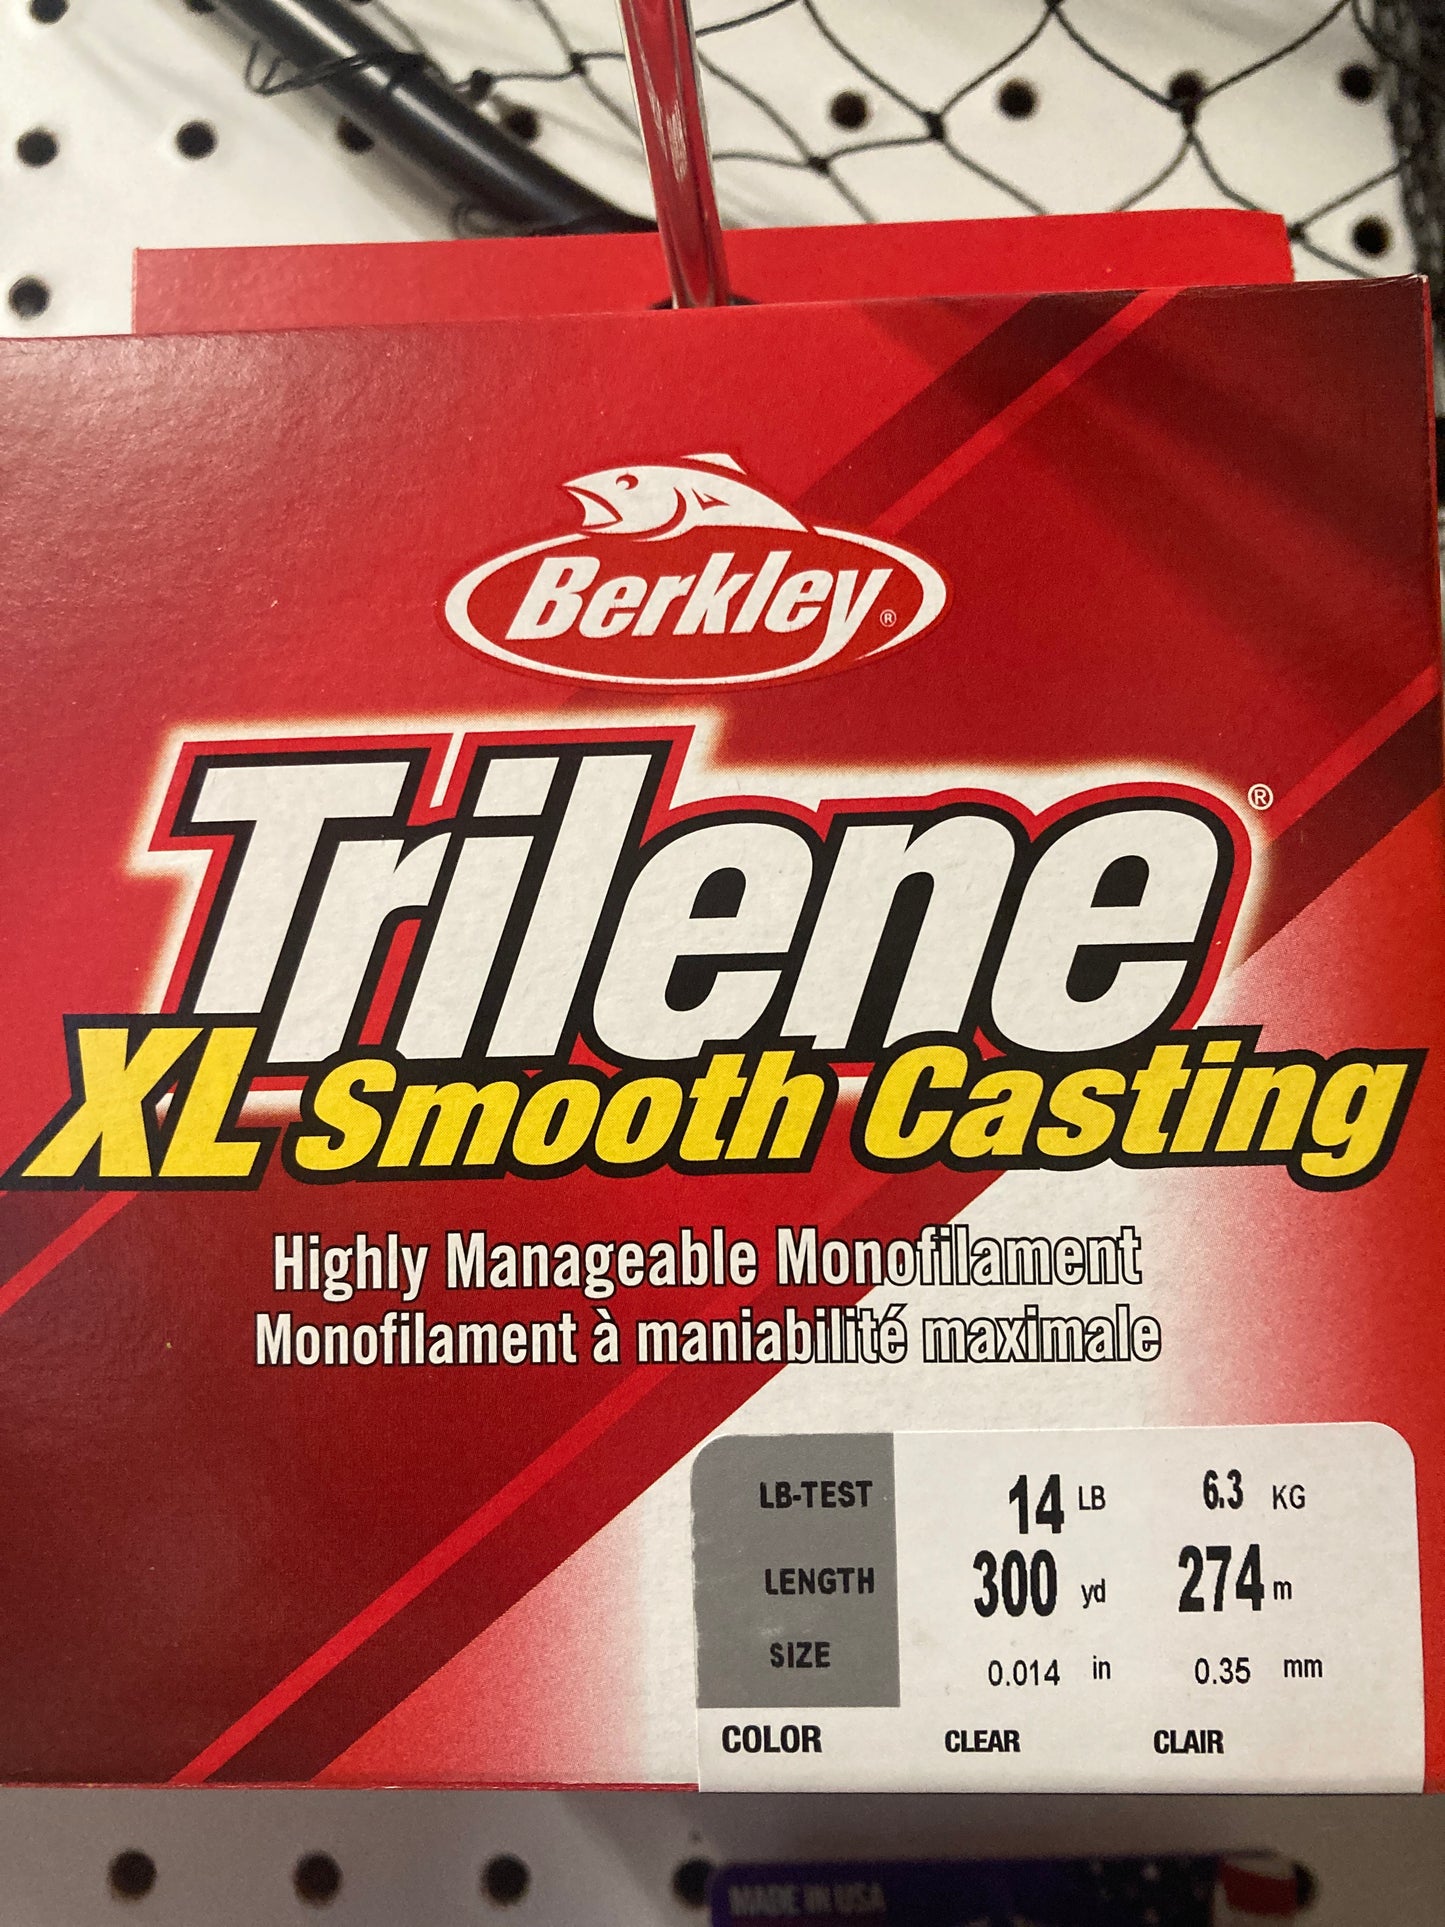 Berkley®
Trilene®
XL Smooth Casting
Highly Manageable Monofilament
Monofilament à maniabilité maximale
LB-TEST 14 LB 6.3 KG
LENGTH 300 yd 274 m
SIZE 0.014 in 0.35 mm
COLOR CLEAR CLAIR
MADE IN USA